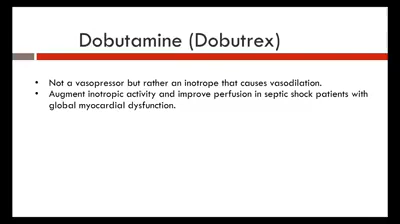 Dobutamine (Dobutrex)
• Not a vasopressor but rather an inotrope that causes vasodilation.
• Augment inotropic activity and improve perfusion in septic shock patients with
global myocardial dysfunction.